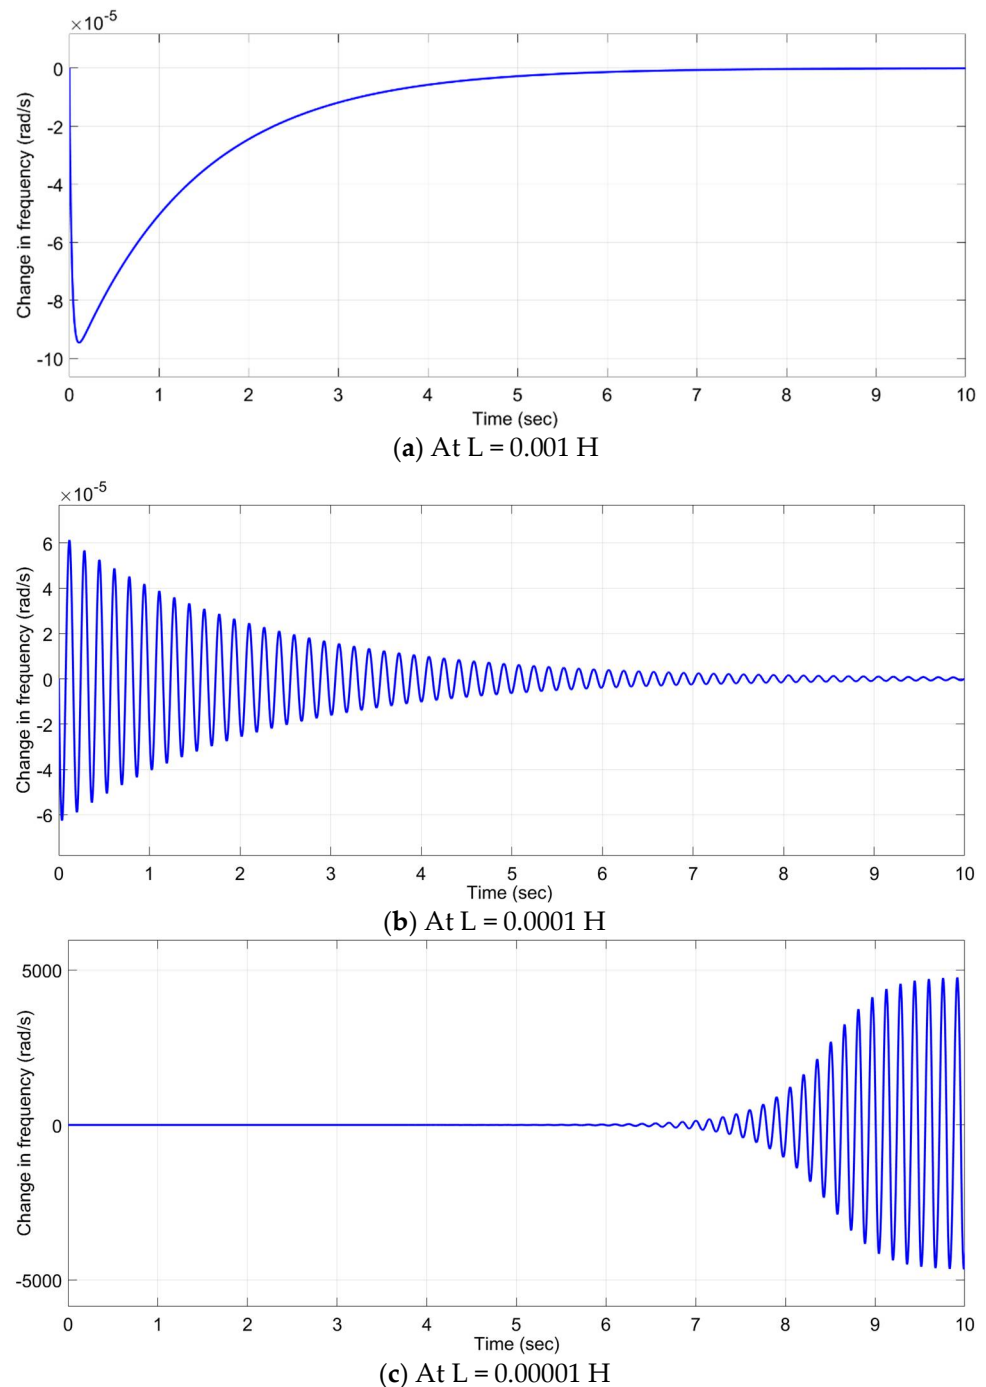 ×10-5
0
-2
-4
-6
-8
-10
Change in frequency (rad/s)
0 1 2 3 4 5 6 7 8 9 10
Time (sec)
(a) At L = 0.001 H
×10-5
6
4
2
0
-2
-4
-6
Change in frequency (rad/s)
0 1 2 3 4 5 6 7 8 9 10
Time (sec)
(b) At L = 0.0001 H
5000
0
-5000
Change in frequency (rad/s)
0 1 2 3 4 5 6 7 8 9 10
Time (sec)
(c) At L = 0.00001 H